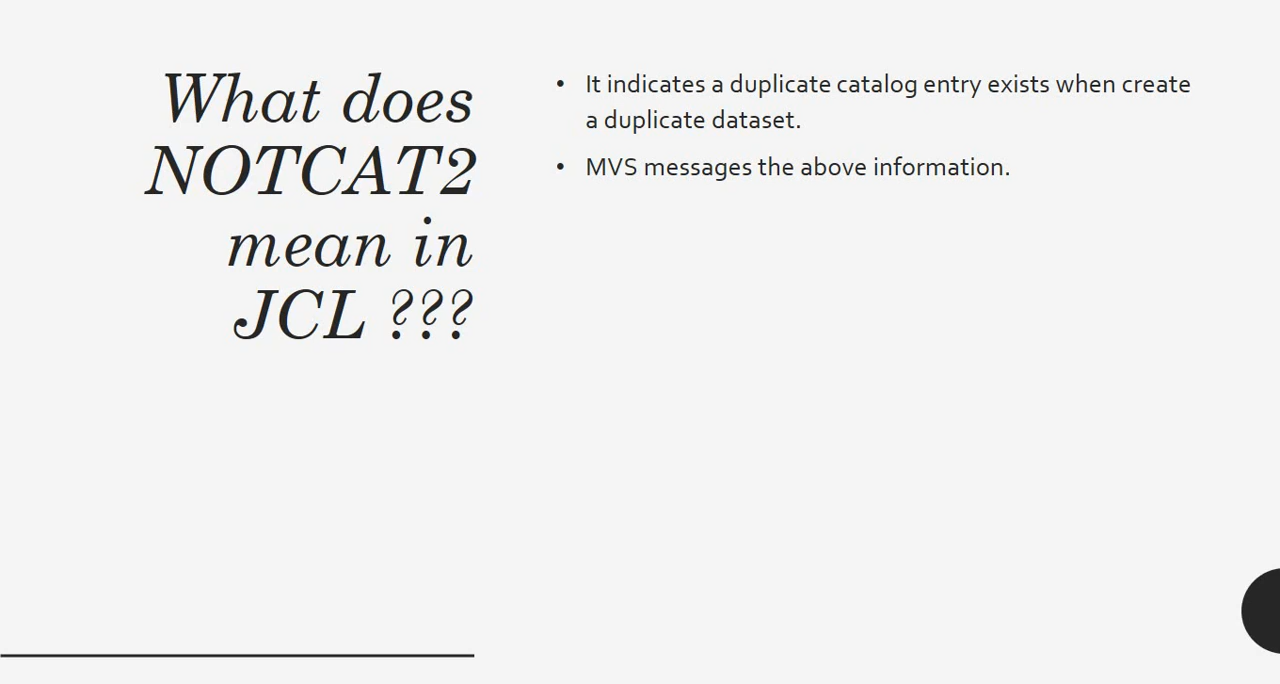 What does
NOTCAT2
mean in
JCL ???
• It indicates a duplicate catalog entry exists when create
a duplicate dataset.
• MVS messages the above information.